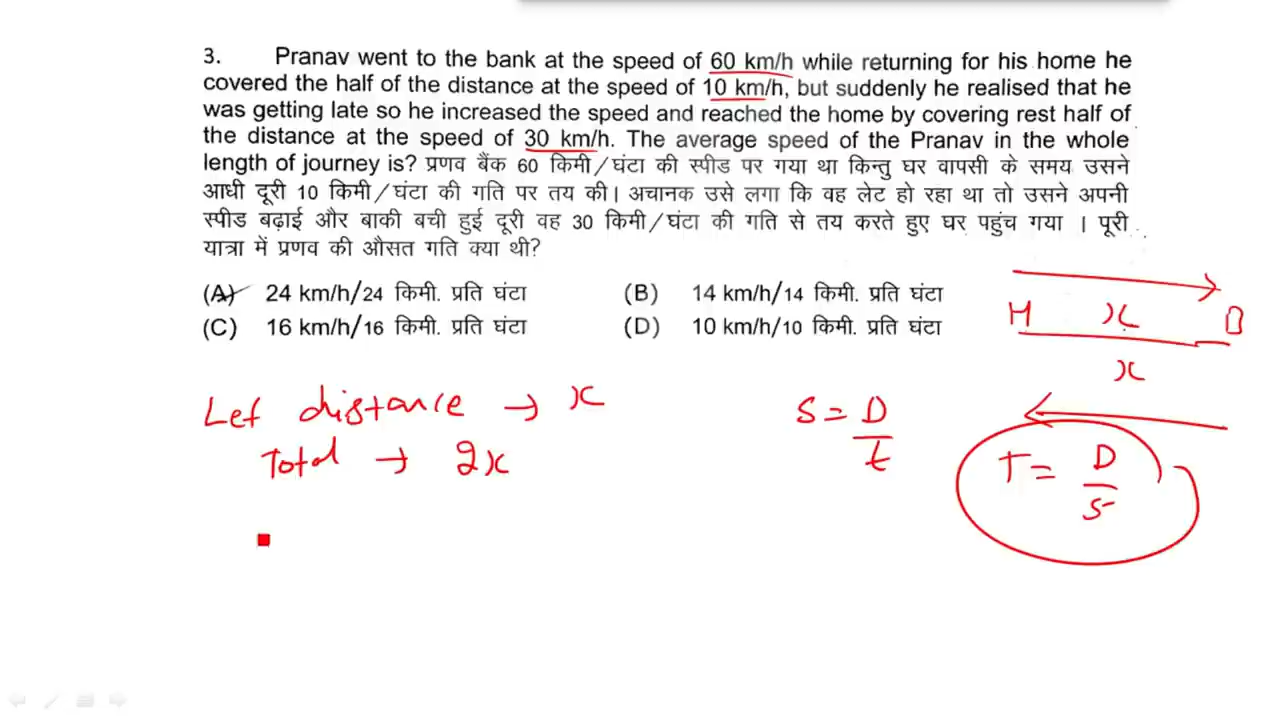 3. Pranav went to the bank at the speed of 60 km/h while returning for his home he
covered the half of the distance at the speed of 10 km/h, but suddenly he realised that he
was getting late so he increased the speed and reached the home by covering rest half of
the distance at the speed of 30 km/h. The average speed of the Pranav in the whole
length of journey is? प्रणव बैंक 60 किमी/घंटा की स्पीड पर गया था किन्तु घर वापसी के समय उसने
आधी दूरी 10 किमी/घंटा की गति पर तय की। अचानक उसे लगा कि वह लेट हो रहा था तो उसने अपनी
स्पीड बढ़ाई और बाकी बची हुई दूरी वह 30 किमी/घंटा की गति से तय करते हुए घर पहुंच गया । पूरी
यात्रा में प्रणव की औसत गति क्या थी?
(A) 24 km/h/24 किमी. प्रति घंटा (B) 14 km/h/14 किमी. प्रति घंटा
(C) 16 km/h/16 किमी. प्रति घंटा (D) 10 km/h/10 किमी. प्रति घंटा
H x B
x
Let distance → x
Total → 2x
S = D/t
T = D/S